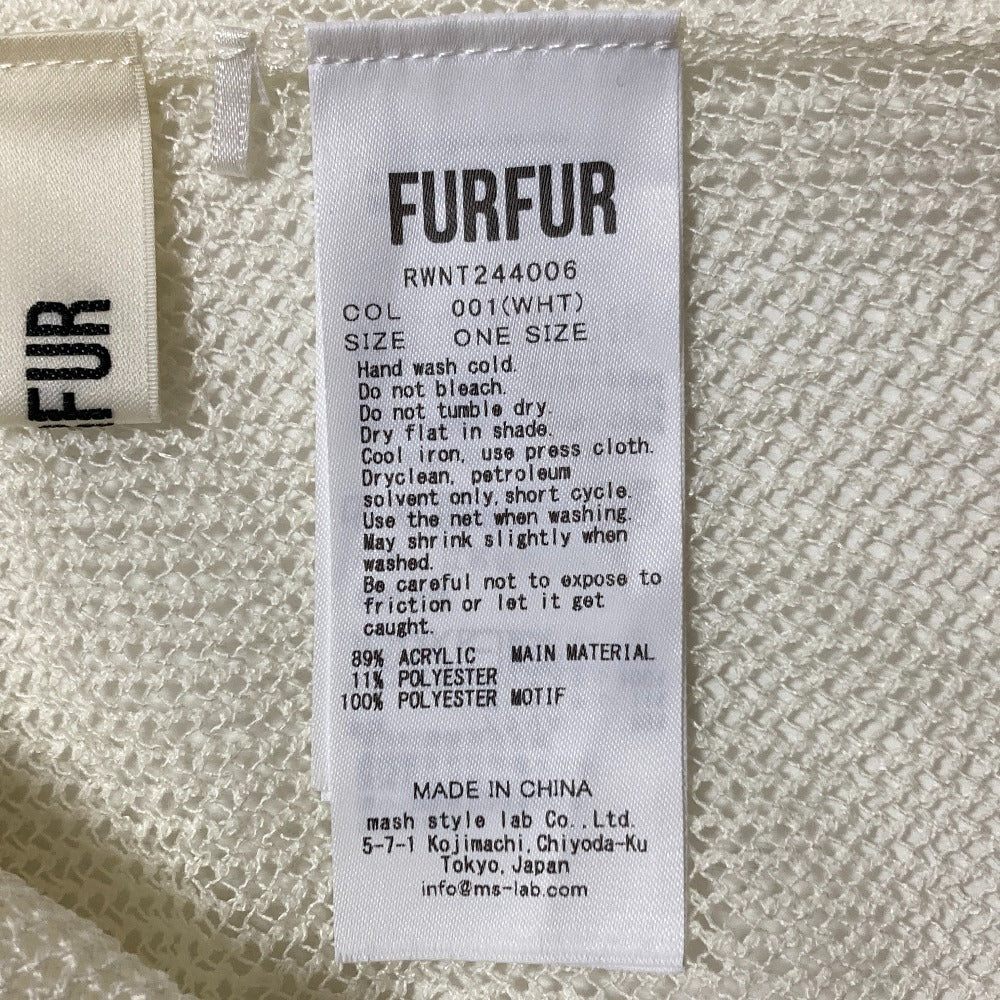 FURFUR
RWNT244006
COL 001(WHT)
SIZE ONE SIZE
Hand wash cold.
Do not bleach.
Do not tumble dry.
Dry flat in shade.
Cool iron, use press cloth.
Dryclean, petroleum
solvent only, short cycle.
Use the net when washing.
May shrink slightly when
washed.
Be careful not to expose to
friction or let it get
caught.
89% ACRYLIC MAIN MATERIAL
11% POLYESTER
100% POLYESTER MOTIF
MADE IN CHINA
mash style lab Co.,Ltd.
5-7-1 Kojimachi, Chiyoda-Ku
Tokyo, Japan
info@ms-lab.com
FUR